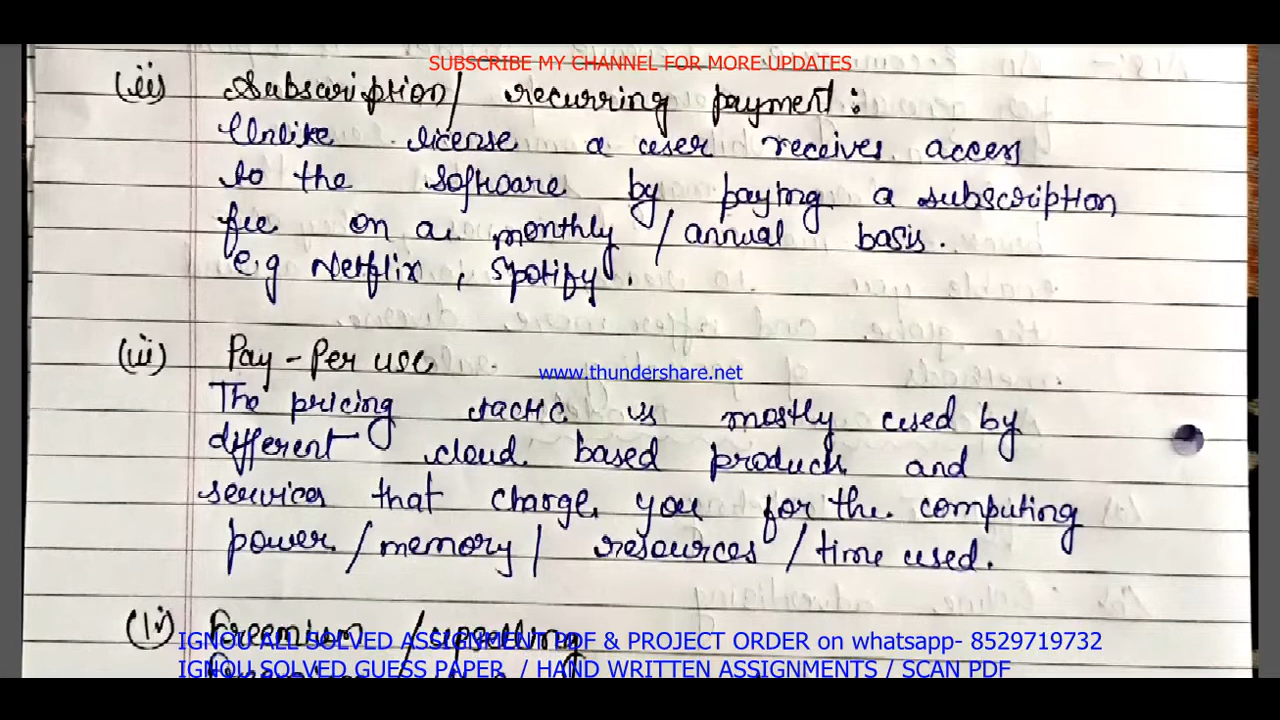 SUBSCRIBE MY CHANNEL FOR MORE UPDATES
(ii) Subscription/ recurring payment:
Unlike license a user receives access
to the software by paying a subscription
fee on a monthly / annual basis.
e.g Netflix, Spotify.
(iii) Pay-Per use
www.thundershare.net
The pricing tactic is mostly used by
different cloud based products and
services that charge you for the computing
power / memory / resources / time used.
(iv) Freemium / upselling
IGNOU ALL SOLVED ASSIGNMENT PDF & PROJECT ORDER on whatsapp- 8529719732
IGNOU SOLVED GUESS PAPER / HAND WRITTEN ASSIGNMENTS / SCAN PDF